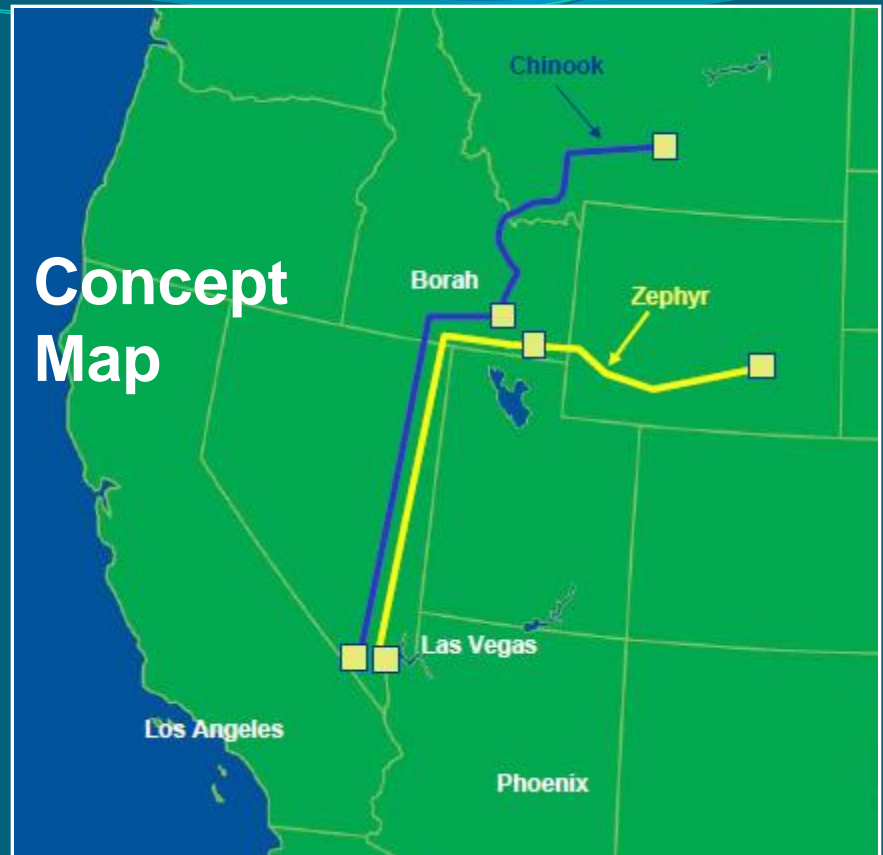 Chinook
Concept
Map
Borah
Zephyr
Las Vegas
Los Angeles
Phoenix